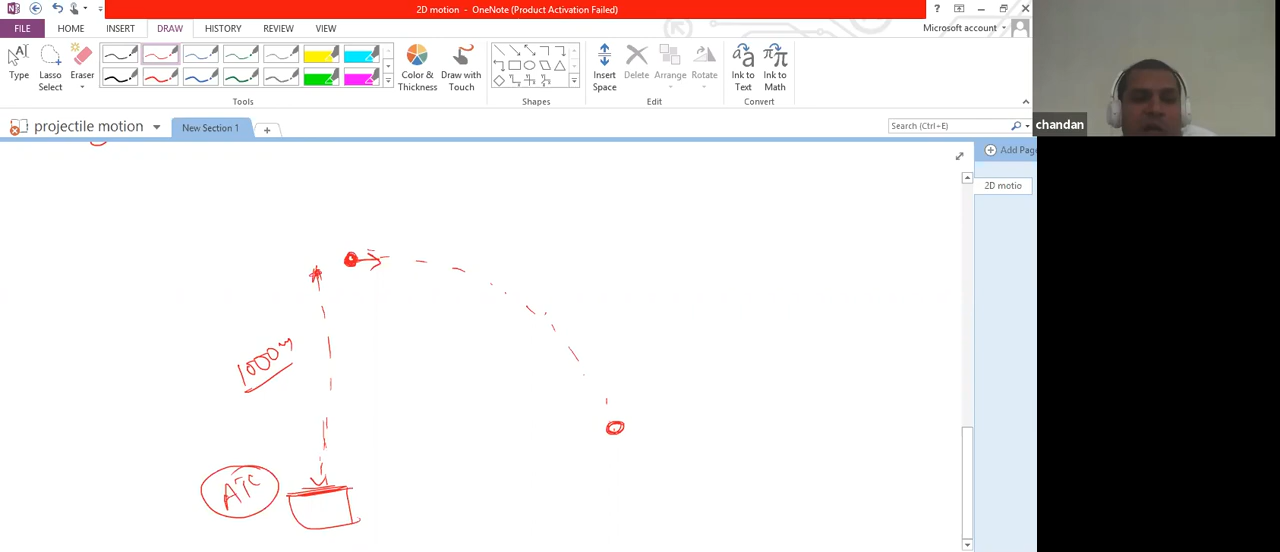 2D motion - OneNote (Product Activation Failed)
FILE HOME INSERT DRAW HISTORY REVIEW VIEW
Microsoft account
Type
Lasso Select
Eraser
Color & Thickness
Draw with Touch
Insert Space
Delete
Arrange
Rotate
Ink to Text
Ink to Math
Tools
Shapes
Edit
Convert
chandan
projectile motion
New Section 1
Search (Ctrl+E)
Add Pag
2D motio
1000m
ATC